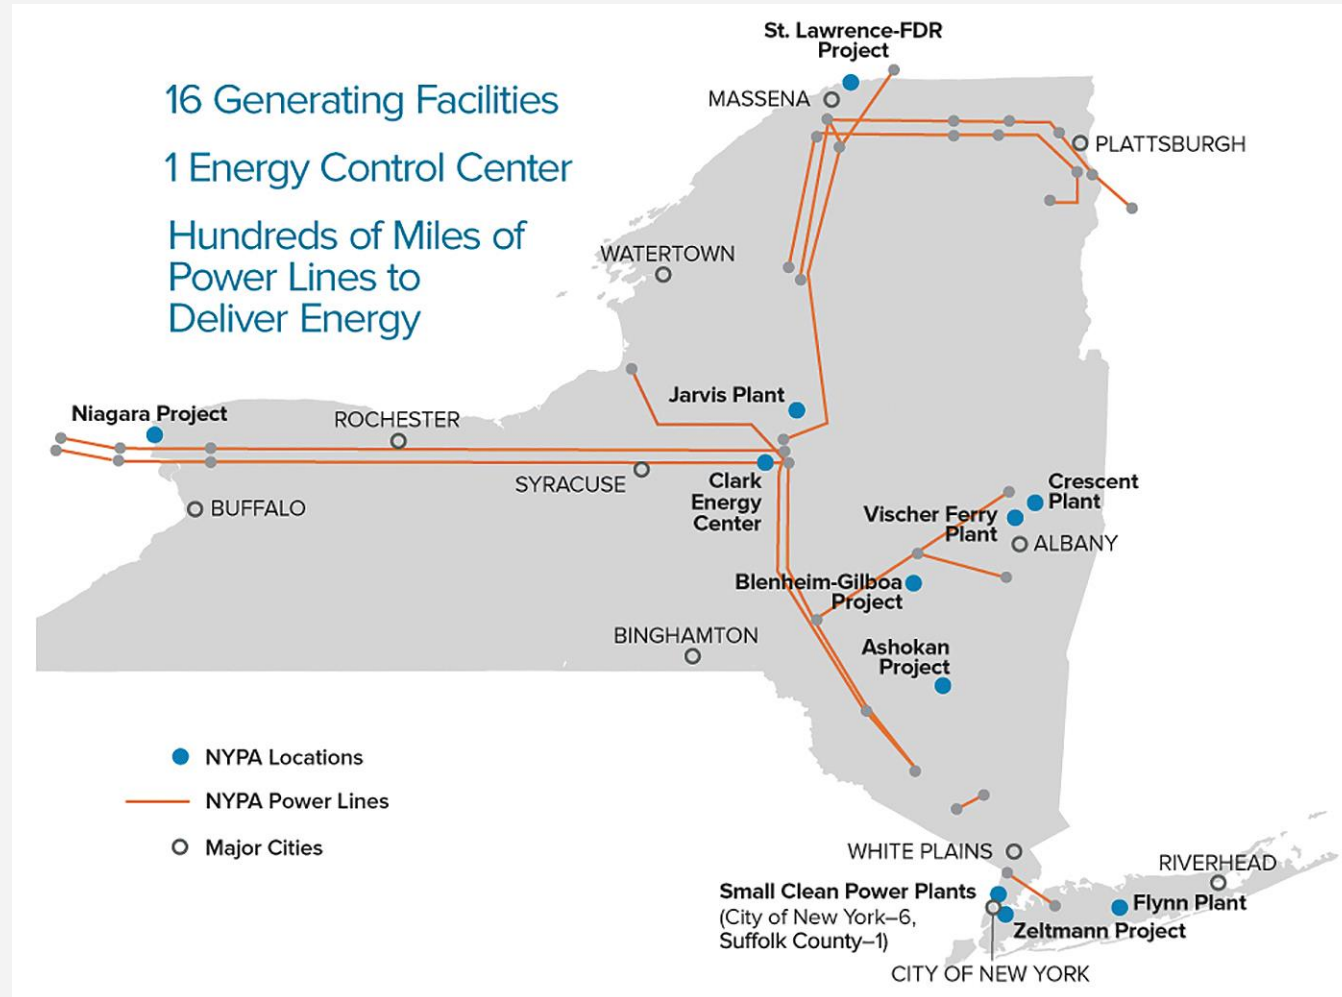 St. Lawrence-FDR
Project
16 Generating Facilities
MASSENA
PLATTSBURGH
1 Energy Control Center
Hundreds of Miles of
Power Lines to
Deliver Energy
WATERTOWN
Jarvis Plant
Niagara Project
ROCHESTER
SYRACUSE
Clark
Energy
Center
Crescent
Plant
BUFFALO
Vischer Ferry
Plant
ALBANY
Blenheim-Gilboa
Project
BINGHAMTON
Ashokan
Project
NYPA Locations
NYPA Power Lines
Major Cities
WHITE PLAINS
RIVERHEAD
Small Clean Power Plants
(City of New York–6,
Suffolk County–1)
Flynn Plant
Zeltmann Project
CITY OF NEW YORK